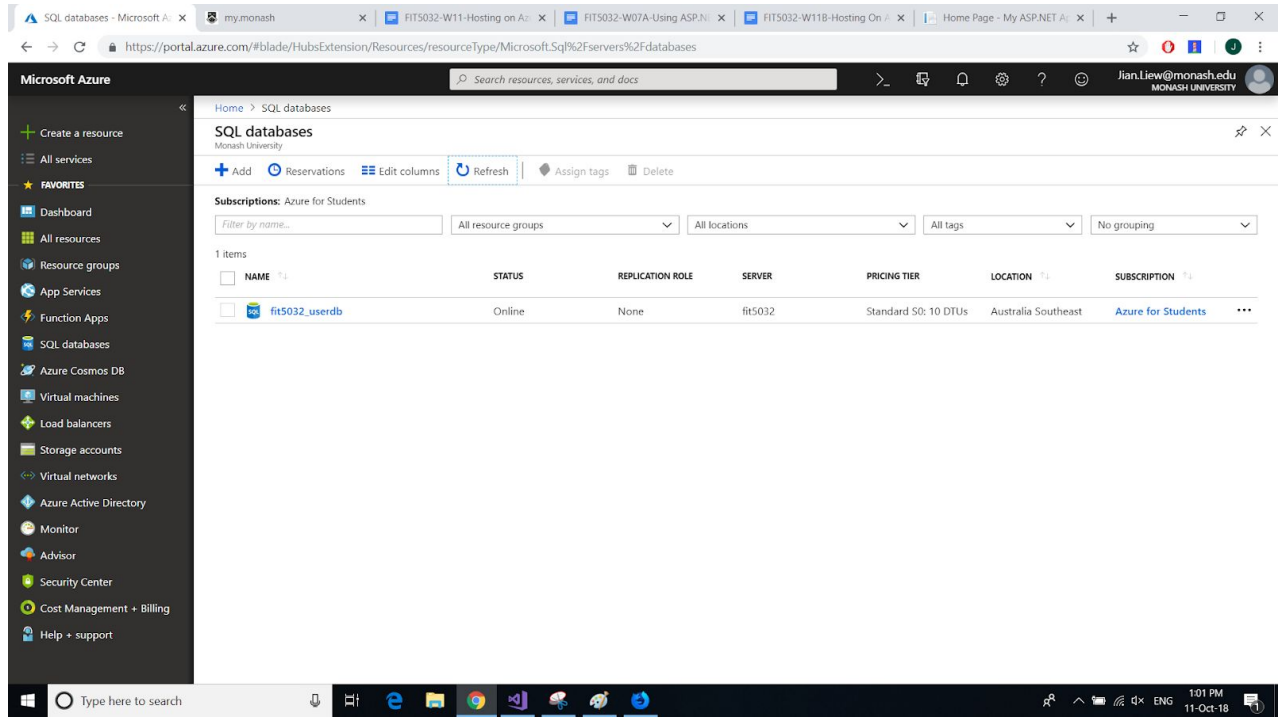 SQL databases - Microsoft A
my.monash
FIT5032-W11-Hosting on Az
FIT5032-W07A-Using ASP.N
FIT5032-W11B-Hosting On A
Home Page - My ASP.NET A
https://portal.azure.com/#blade/HubsExtension/Resources/resourceType/Microsoft.Sql%2Fservers%2Fdatabases
J
Microsoft Azure
Search resources, services, and docs
Jian.Liew@monash.edu
MONASH UNIVERSITY
Home > SQL databases
SQL databases
Monash University
Add Reservations Edit columns Refresh Assign tags Delete
Subscriptions: Azure for Students
Filter by name... All resource groups All locations All tags No grouping
1 items
NAME STATUS REPLICATION ROLE SERVER PRICING TIER LOCATION SUBSCRIPTION
SQL fit5032_userdb Online None fit5032 Standard S0: 10 DTUs Australia Southeast Azure for Students
Create a resource
All services
FAVORITES
Dashboard
All resources
Resource groups
App Services
Function Apps
SQL databases
Azure Cosmos DB
Virtual machines
Load balancers
Storage accounts
Virtual networks
Azure Active Directory
Monitor
Advisor
Security Center
Cost Management + Billing
Help + support
Type here to search
ENG
1:01 PM
11-Oct-18
1